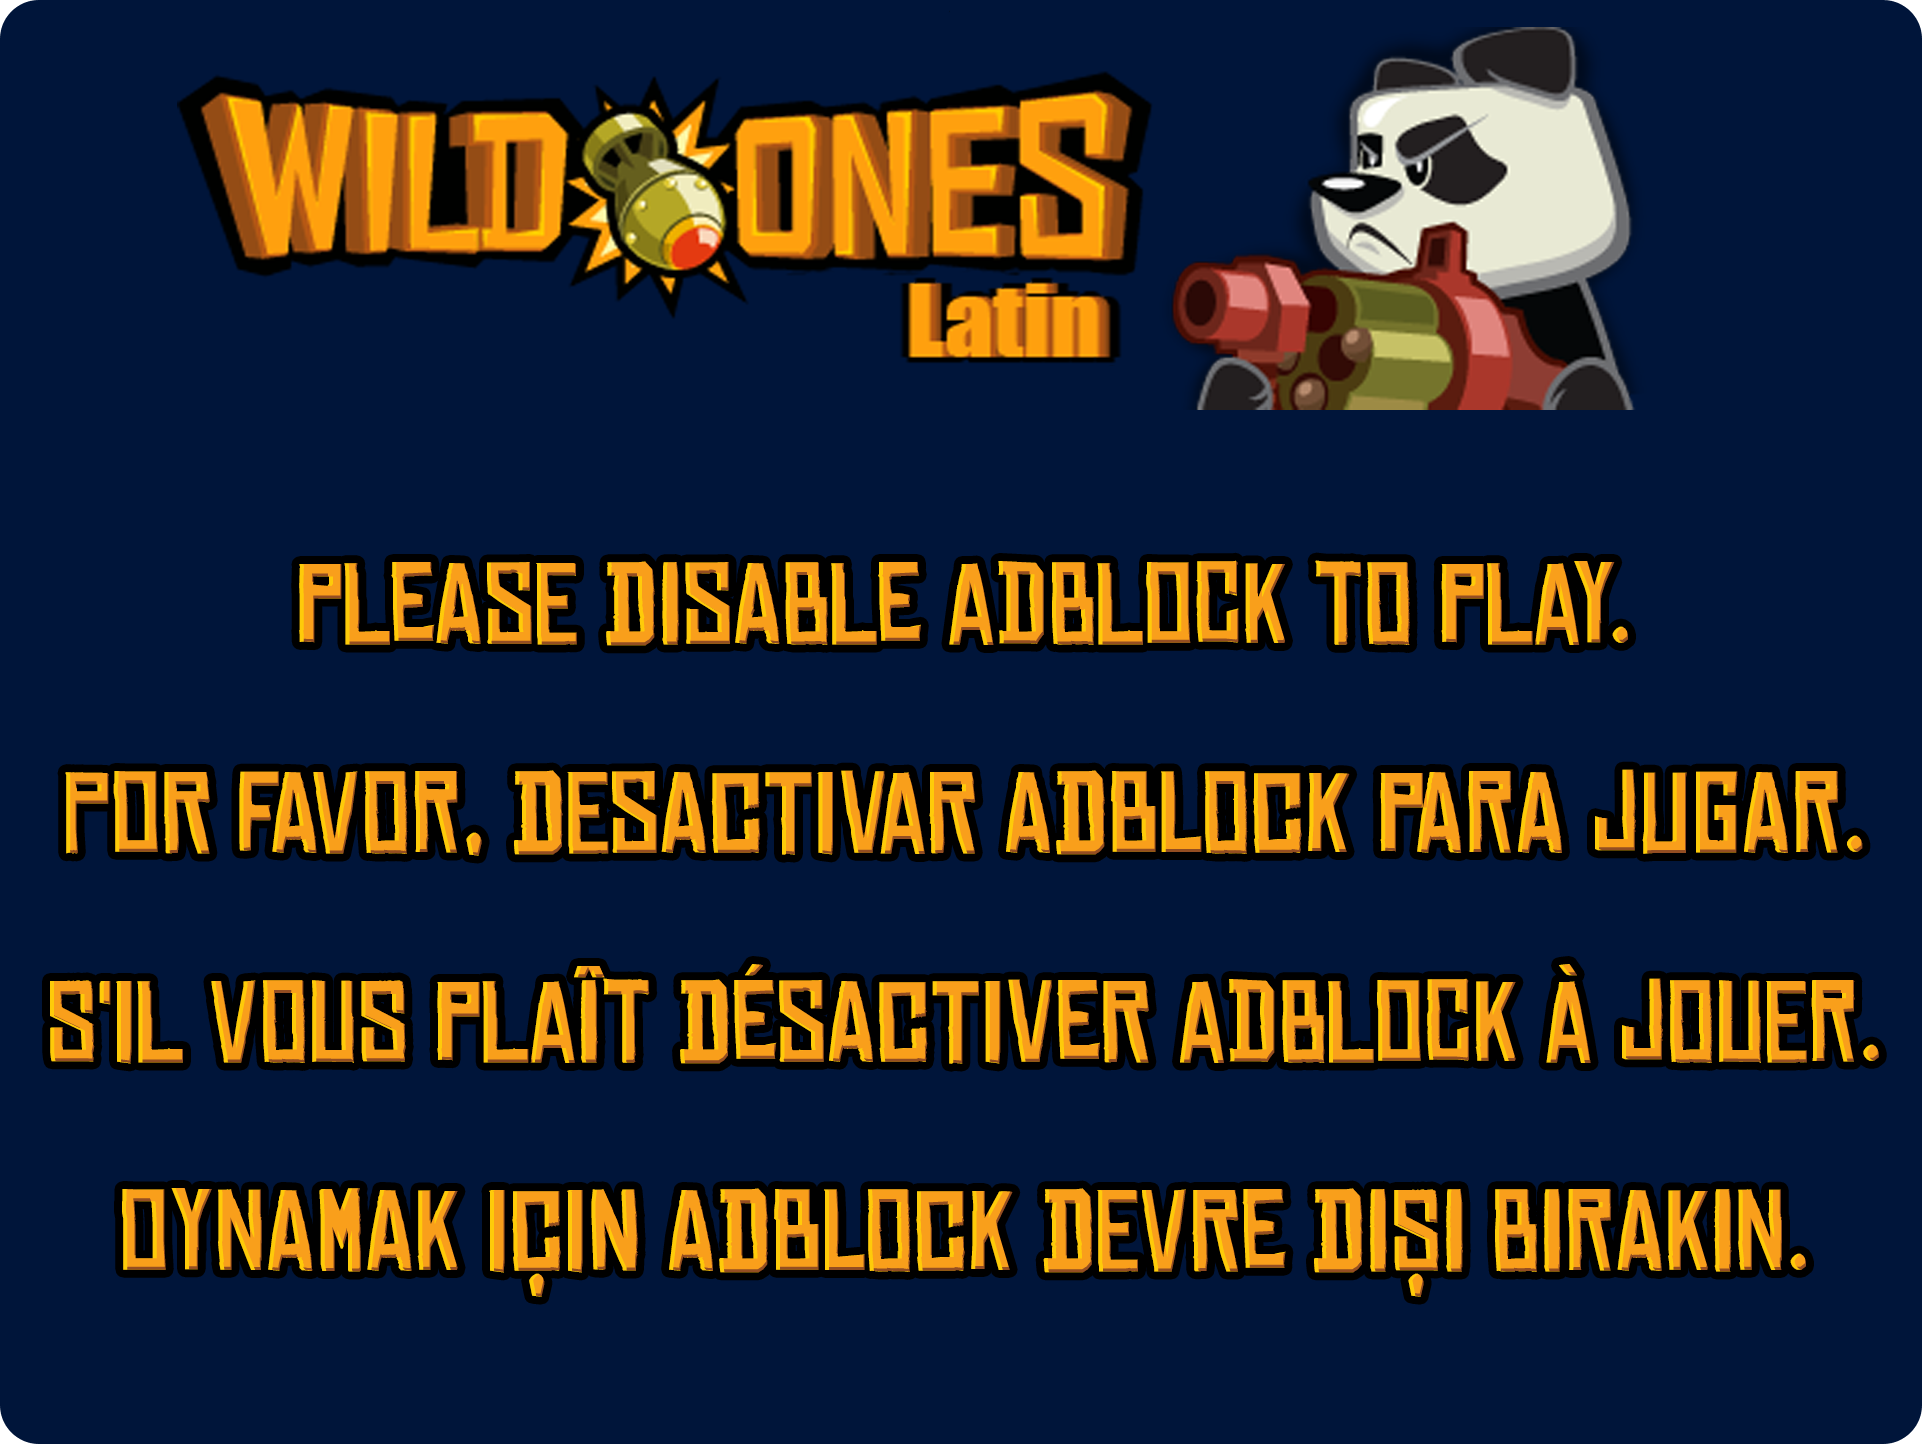 WILD ONES
Latin
PLEASE DISABLE ADBLOCK TO PLAY.
POR FAVOR, DESACTIVAR ADBLOCK PARA JUGAR.
S'IL VOUS PLAÎT DÉSACTIVER ADBLOCK À JOUER.
OYNAMAK IÇIN ADBLOCK DEVRE DIŞI BIRAKIN.